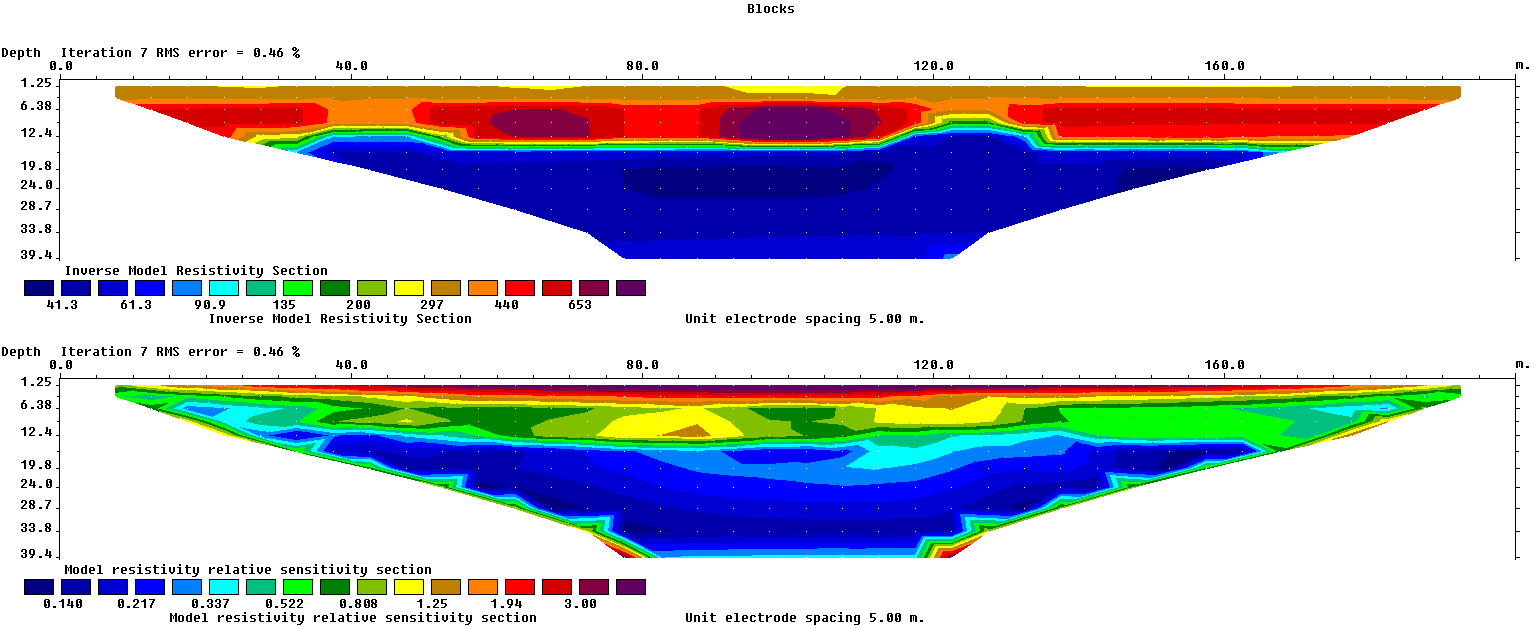 Blocks
Depth Iteration 7 RMS error = 0.46 %
0.0 40.0 80.0 120.0 160.0 m.
1.25
6.38
12.4
19.8
24.0
28.7
33.8
39.4
Inverse Model Resistivity Section
41.3 61.3 90.9 135 200 297 440 653
Inverse Model Resistivity Section Unit electrode spacing 5.00 m.
Depth Iteration 7 RMS error = 0.46 %
0.0 40.0 80.0 120.0 160.0 m.
1.25
6.38
12.4
19.8
24.0
28.7
33.8
39.4
Model resistivity relative sensitivity section
0.140 0.217 0.337 0.522 0.808 1.25 1.94 3.00
Model resistivity relative sensitivity section Unit electrode spacing 5.00 m.